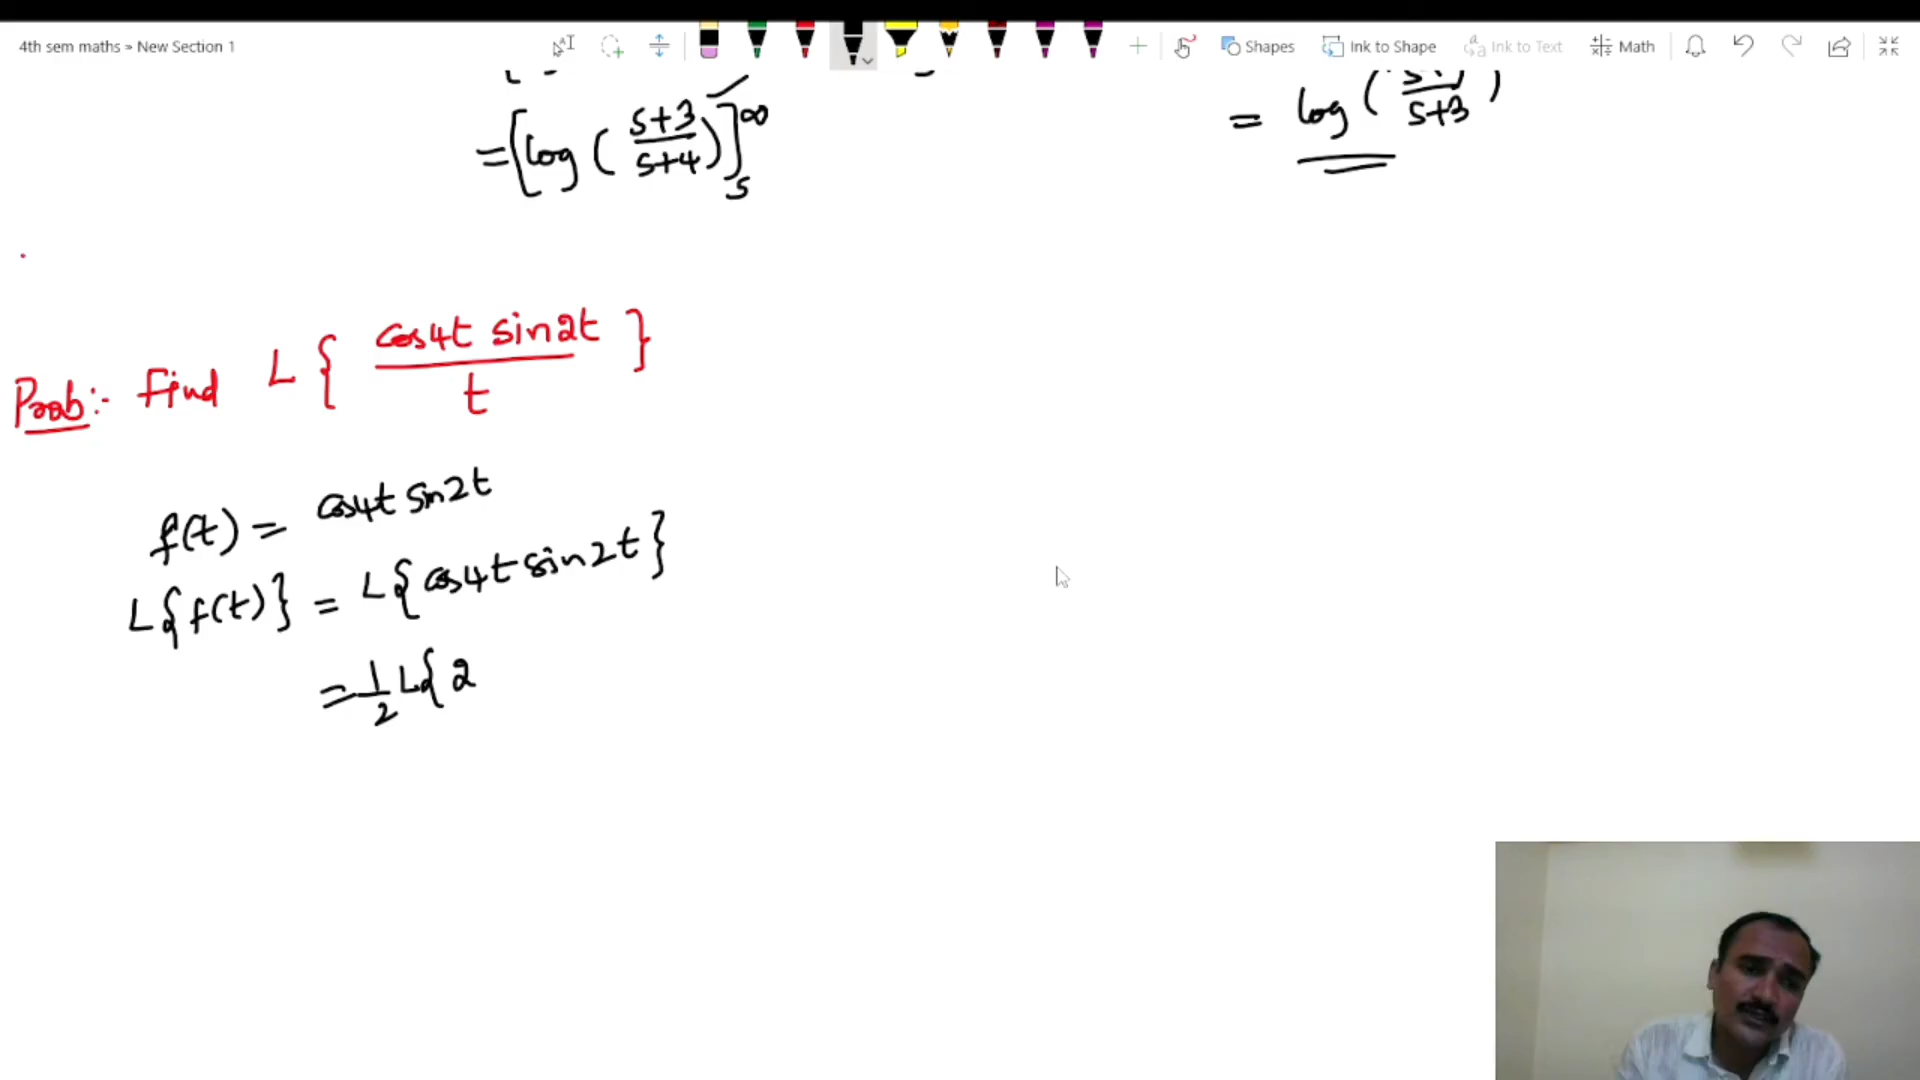 4th sem maths » New Section 1
Shapes Ink to Shape Ink to Text Math
=[log (s+3/s+4)]∞ s
= log ( /s+3)
Prob:- Find L{ cos4t sin2t / t }
f(t) = cos4t sin2t
L{f(t)} = L{cos4t sin2t}
= 1/2 L{ 2